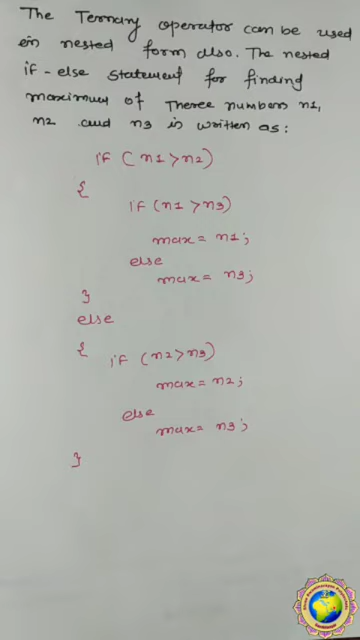 The Ternary operator can be used
in nested form also. The nested
if-else statement for finding
maximum of Theree numbers n1,
n2 and n3 is written as:
if (n1>n2)
{
if (n1>n3)
max = n1;
else
max = n3;
}
else
{ if (n2>n3)
max = n2;
else
max = n3;
}